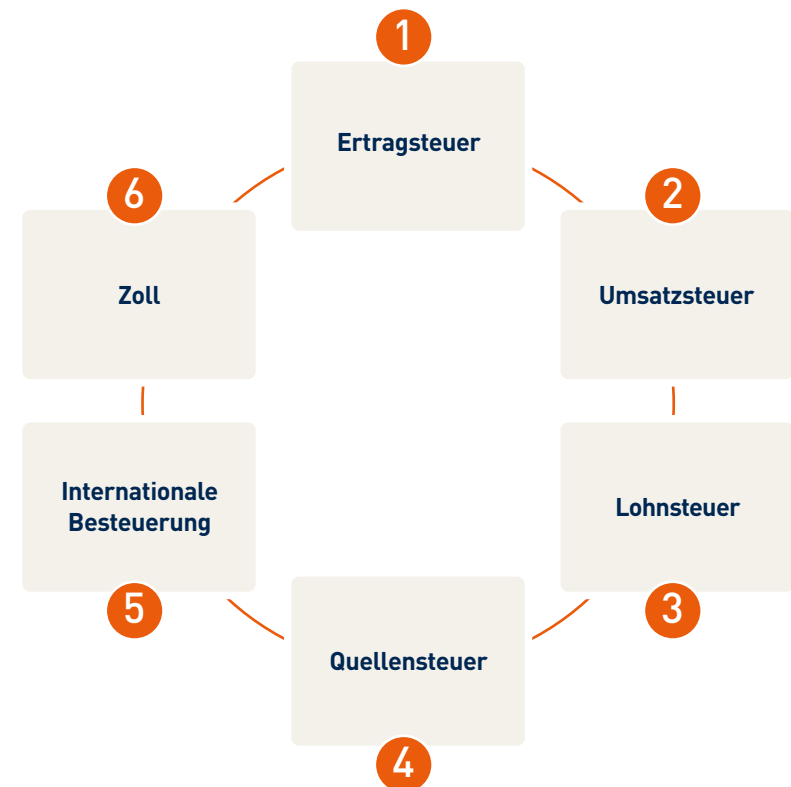 1
Ertragsteuer
2
Umsatzsteuer
3
Lohnsteuer
4
Quellensteuer
5
Internationale
Besteuerung
6
Zoll